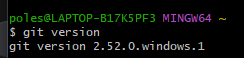 poles@LAPTOP-B17K5PF3 MINGW64 ~
$ git version
git version 2.52.0.windows.1